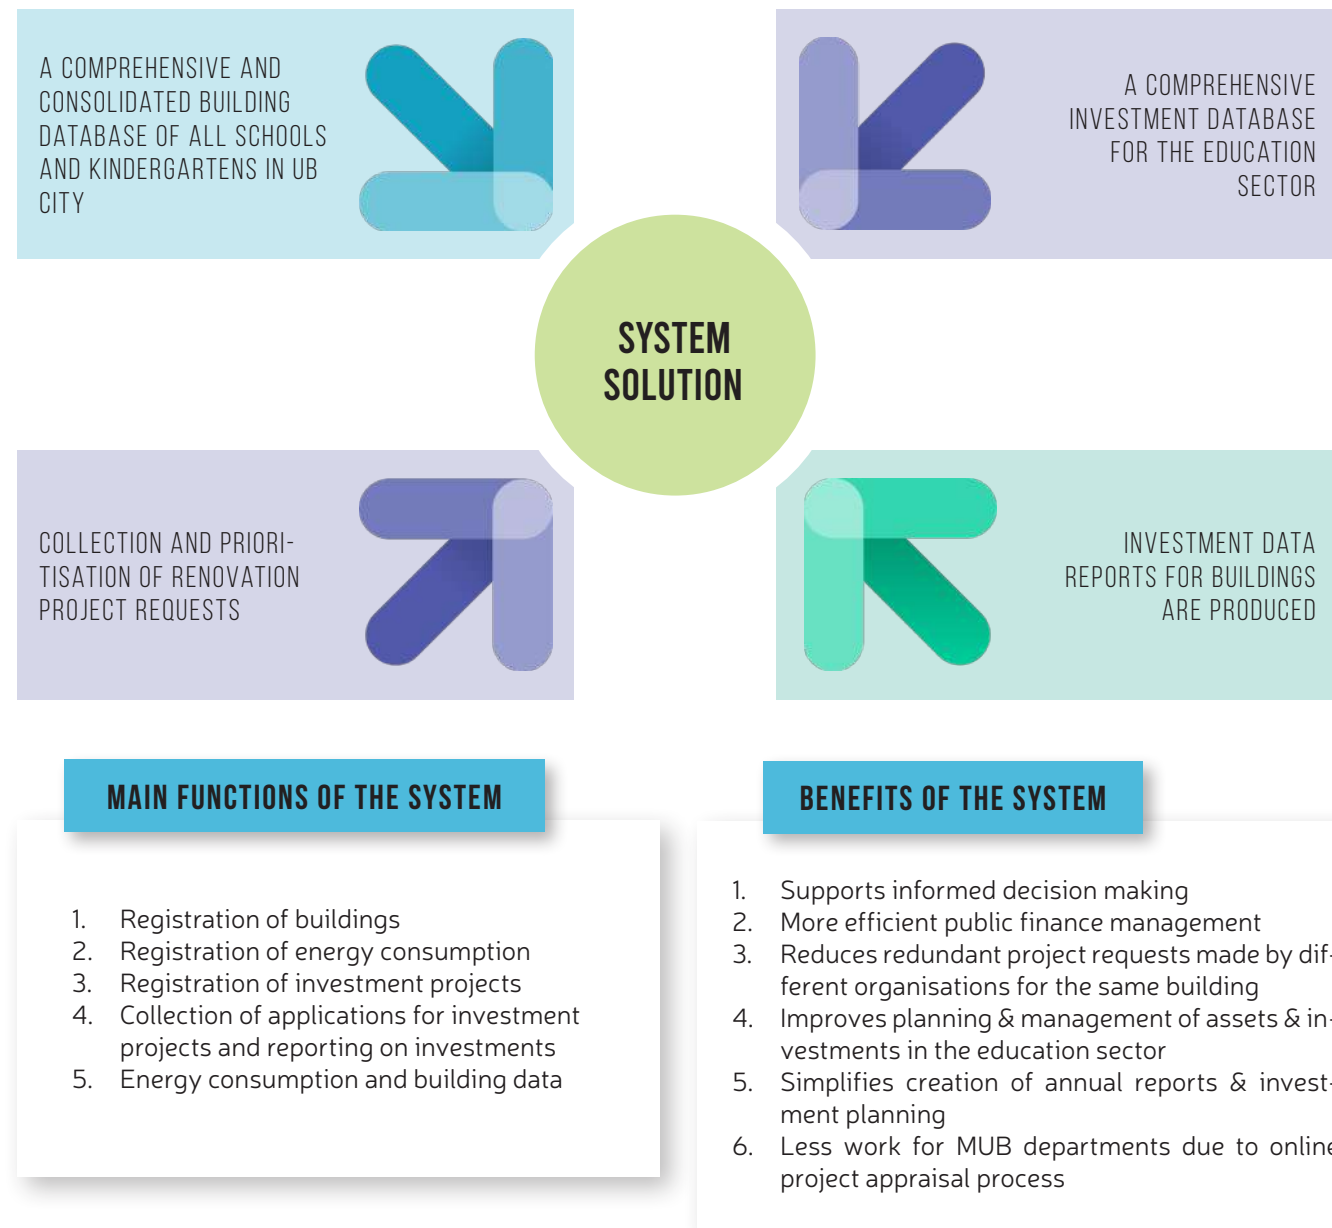 A COMPREHENSIVE AND
CONSOLIDATED BUILDING
DATABASE OF ALL SCHOOLS
AND KINDERGARTENS IN UB
CITY
A COMPREHENSIVE
INVESTMENT DATABASE
FOR THE EDUCATION
SECTOR
SYSTEM
SOLUTION
COLLECTION AND PRIORI-
TISATION OF RENOVATION
PROJECT REQUESTS
INVESTMENT DATA
REPORTS FOR BUILDINGS
ARE PRODUCED
MAIN FUNCTIONS OF THE SYSTEM
1. Registration of buildings
2. Registration of energy consumption
3. Registration of investment projects
4. Collection of applications for investment
projects and reporting on investments
5. Energy consumption and building data
BENEFITS OF THE SYSTEM
1. Supports informed decision making
2. More efficient public finance management
3. Reduces redundant project requests made by dif-
ferent organisations for the same building
4. Improves planning & management of assets & in-
vestments in the education sector
5. Simplifies creation of annual reports & invest-
ment planning
6. Less work for MUB departments due to online
project appraisal process